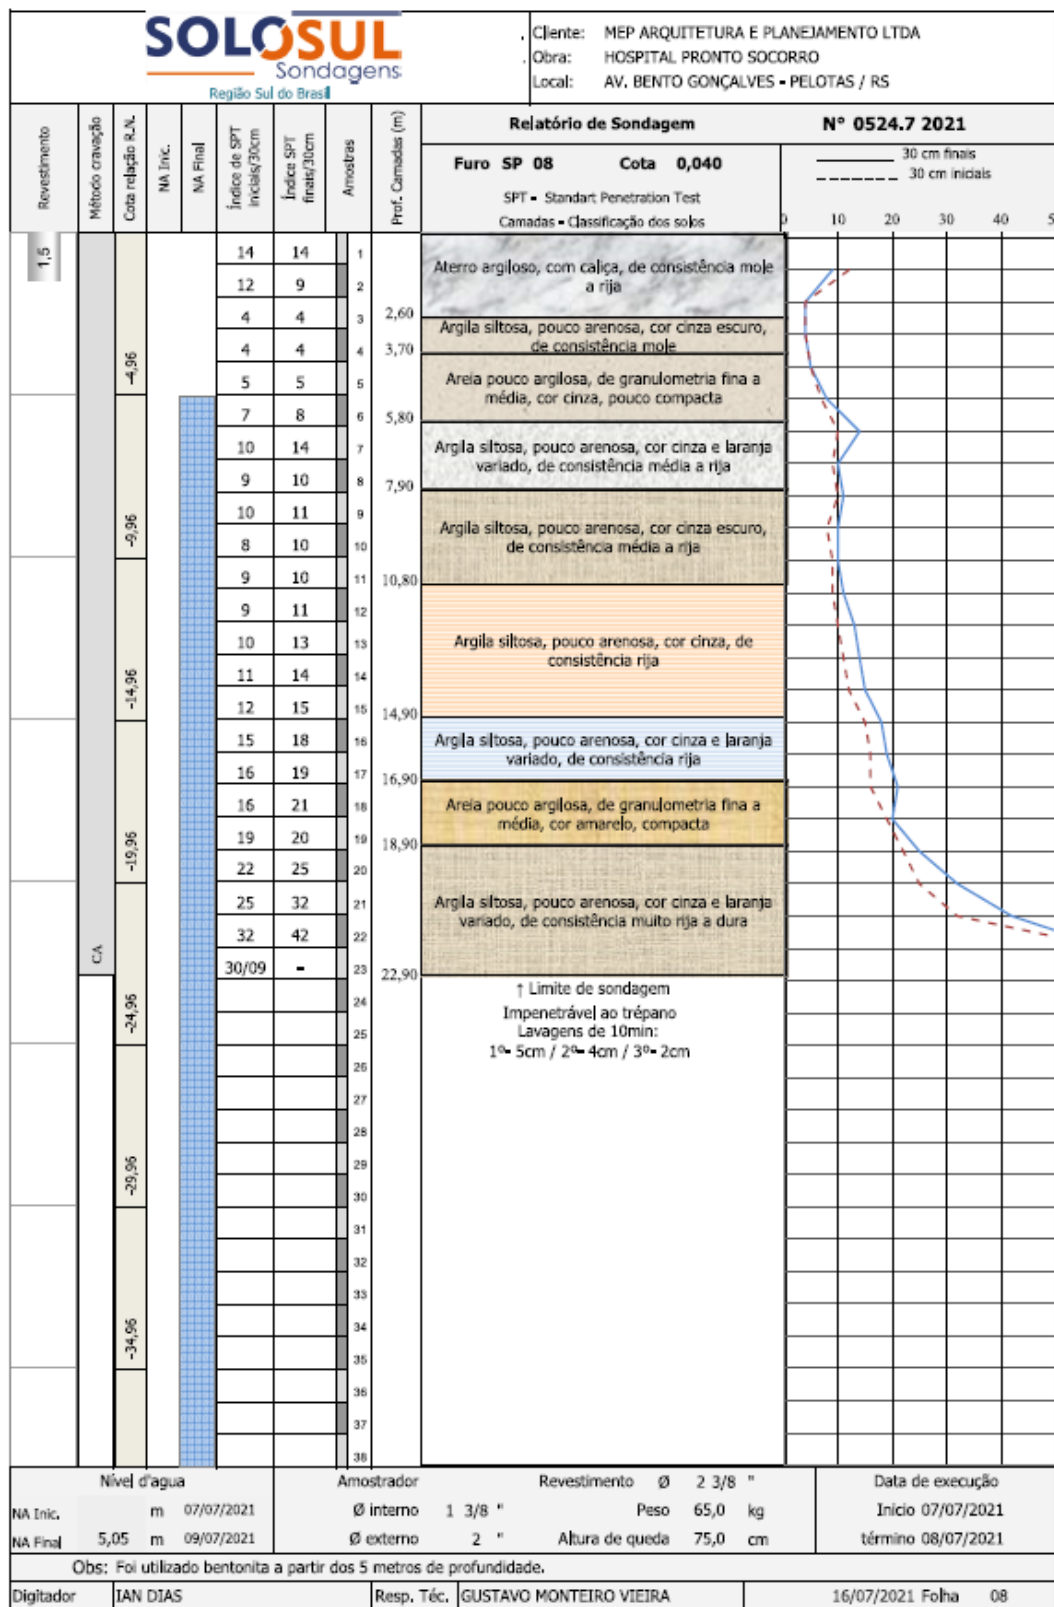 SOLOSUL
Sondagens
Região Sul do Brasil
Cliente: MEP ARQUITETURA E PLANEJAMENTO LTDA
Obra: HOSPITAL PRONTO SOCORRO
Local: AV. BENTO GONÇALVES - PELOTAS / RS
Revestimento
Método cravação
Cota relação R.N.
NA Inic.
NA Final
Índice de SPT iniciais/30cm
Índice SPT finais/30cm
Amostras
Prof. Camadas (m)
Relatório de Sondagem
N° 0524.7 2021
Furo SP 08 Cota 0,040
SPT - Standart Penetration Test
Camadas - Classificação dos solos
30 cm finais
30 cm iniciais
0 10 20 30 40 50
1,5
14 14 1
12 9 2
4 4 3
4 4 4
5 5 5
7 8 6
10 14 7
9 10 8
10 11 9
8 10 10
9 10 11
9 11 12
10 13 13
11 14 14
12 15 15
15 18 16
16 19 17
16 21 18
19 20 19
22 25 20
25 32 21
32 42 22
30/09 - 23
24
25
26
27
28
29
30
31
32
33
34
35
36
37
38
CA
-4,96
-9,96
-14,96
-19,96
-24,96
-29,96
-34,96
2,60
3,70
5,80
7,90
10,80
14,90
16,90
18,90
22,90
Aterro argiloso, com caliça, de consistência mole
a rija
Argila siltosa, pouco arenosa, cor cinza escuro,
de consistência mole
Areia pouco argilosa, de granulometria fina a
média, cor cinza, pouco compacta
Argila siltosa, pouco arenosa, cor cinza e laranja
variado, de consistência média a rija
Argila siltosa, pouco arenosa, cor cinza escuro,
de consistência média a rija
Argila siltosa, pouco arenosa, cor cinza, de
consistência rija
Argila siltosa, pouco arenosa, cor cinza e laranja
variado, de consistência rija
Areia pouco argilosa, de granulometria fina a
média, cor amarelo, compacta
Argila siltosa, pouco arenosa, cor cinza e laranja
variado, de consistência muito rija a dura
↑ Limite de sondagem
Impenetrável ao trépano
Lavagens de 10min:
1º- 5cm / 2º- 4cm / 3º- 2cm
Nível d'agua Amostrador Revestimento Ø 2 3/8 " Data de execução
NA Inic. m 07/07/2021 Ø interno 1 3/8 " Peso 65,0 kg Inicio 07/07/2021
NA Final 5,05 m 09/07/2021 Ø externo 2 " Altura de queda 75,0 cm término 08/07/2021
Obs: Foi utilizado bentonita a partir dos 5 metros de profundidade.
Digitador IAN DIAS Resp. Téc. GUSTAVO MONTEIRO VIEIRA 16/07/2021 Folha 08